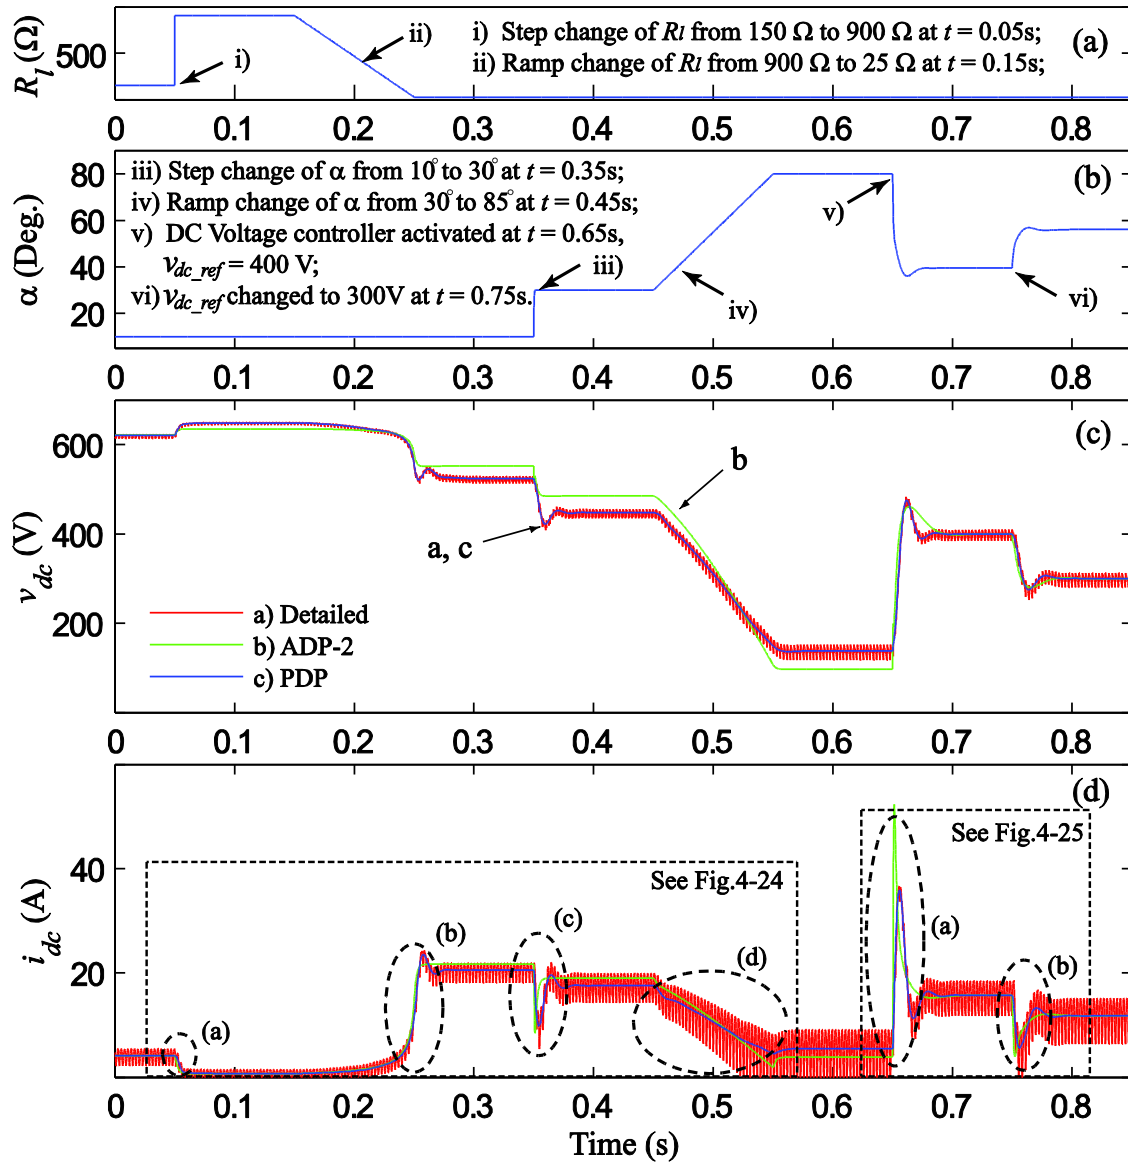 R_l (Ω)
500
i)
ii)
i) Step change of Rl from 150 Ω to 900 Ω at t = 0.05s;
ii) Ramp change of Rl from 900 Ω to 25 Ω at t = 0.15s;
(a)
0 0.1 0.2 0.3 0.4 0.5 0.6 0.7 0.8
α (Deg.)
80
60
40
20
iii) Step change of α from 10° to 30° at t = 0.35s;
iv) Ramp change of α from 30° to 85° at t = 0.45s;
v) DC Voltage controller activated at t = 0.65s,
v_dc_ref = 400 V;
vi) v_dc_ref changed to 300V at t = 0.75s.
iii)
iv)
v)
vi)
(b)
0 0.1 0.2 0.3 0.4 0.5 0.6 0.7 0.8
v_dc (V)
600
400
200
(c)
b
a, c
a) Detailed
b) ADP-2
c) PDP
0 0.1 0.2 0.3 0.4 0.5 0.6 0.7 0.8
i_dc (A)
40
20
(d)
See Fig.4-25
See Fig.4-24
(a)
(b)
(c)
(d)
(a)
(b)
0 0.1 0.2 0.3 0.4 0.5 0.6 0.7 0.8
Time (s)